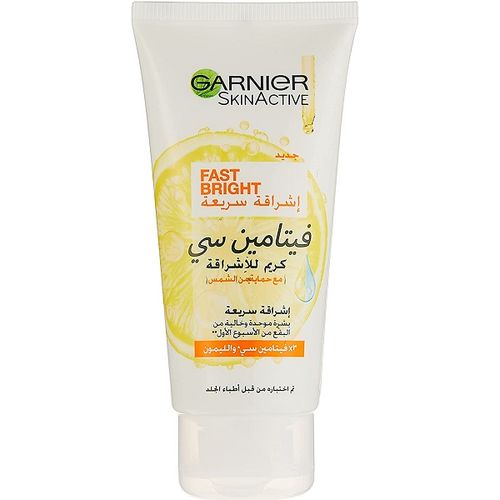 GARNIER
SKINACTIVE
جديد
FAST
BRIGHT
إشراقة سريعة
فيتامين سي
كريم للإشراقة
(مع حماية من الشمس)
إشراقة سريعة
بشرة موحدة وخالية من
البقع من الأسبوع الأول**
x٣ فيتامين سي* والليمون
تم اختباره من قبل أطباء الجلد